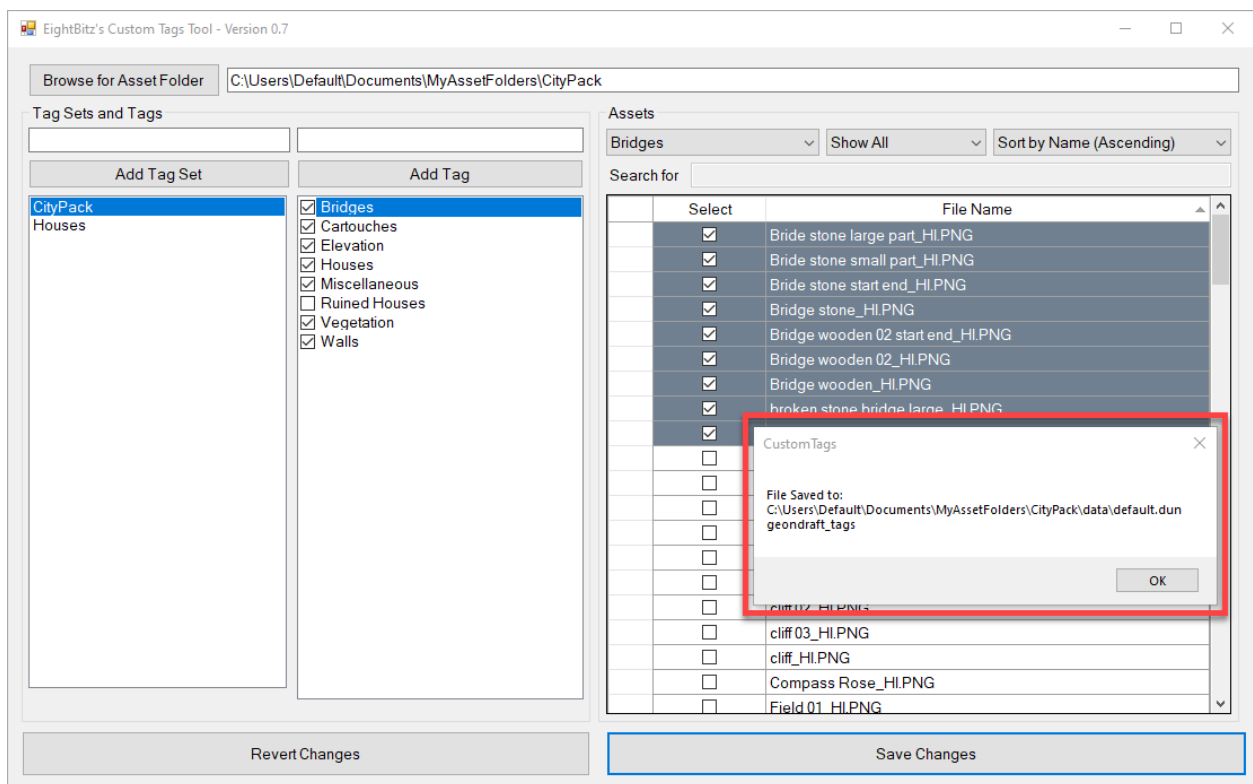 EightBitz's Custom Tags Tool - Version 0.7
Browse for Asset Folder
C:\Users\Default\Documents\MyAssetFolders\CityPack
Tag Sets and Tags
Add Tag Set
Add Tag
CityPack
Houses
Bridges
Cartouches
Elevation
Houses
Miscellaneous
Ruined Houses
Vegetation
Walls
Assets
Bridges
Show All
Sort by Name (Ascending)
Search for
Select
File Name
Bride stone large part_HI.PNG
Bride stone small part_HI.PNG
Bride stone start end_HI.PNG
Bridge stone_HI.PNG
Bridge wooden 02 start end_HI.PNG
Bridge wooden 02_HI.PNG
Bridge wooden_HI.PNG
broken stone bridge large_HI.PNG
CustomTags
File Saved to:
C:\Users\Default\Documents\MyAssetFolders\CityPack\data\default.dun
geondraft_tags
OK
cliff 02_HI.PNG
cliff 03_HI.PNG
cliff_HI.PNG
Compass Rose_HI.PNG
Field 01_HI.PNG
Revert Changes
Save Changes